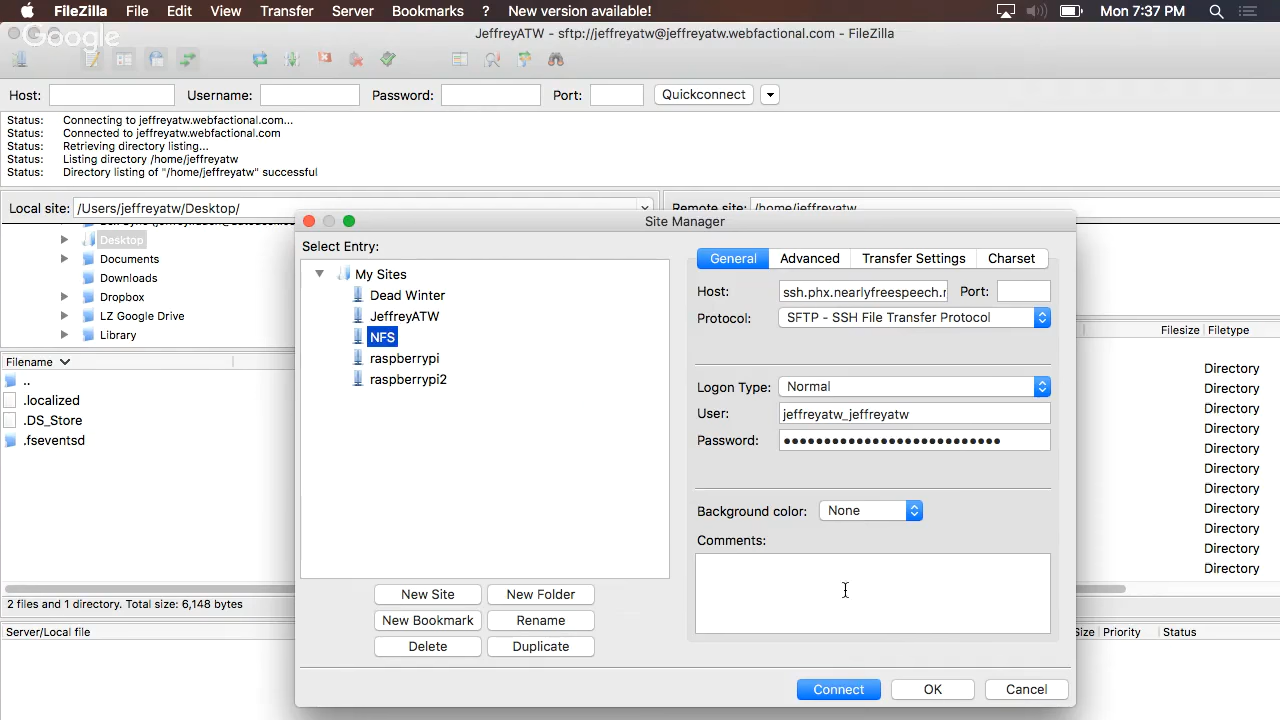 FileZilla File Edit View Transfer Server Bookmarks ? New version available! Mon 7:37 PM
Google
JeffreyATW - sftp://jeffreyatw@jeffreyatw.webfactional.com - FileZilla
Host: Username: Password: Port: Quickconnect
Status: Connecting to jeffreyatw.webfactional.com...
Status: Connected to jeffreyatw.webfactional.com
Status: Retrieving directory listing...
Status: Listing directory /home/jeffreyatw
Status: Directory listing of "/home/jeffreyatw" successful
Local site: /Users/jeffreyatw/Desktop/
Remote site: /home/jeffreyatw
Desktop
Documents
Downloads
Dropbox
LZ Google Drive
Library
Filename
..
.localized
.DS_Store
.fseventsd
2 files and 1 directory. Total size: 6,148 bytes
Server/Local file
Site Manager
Select Entry:
My Sites
Dead Winter
JeffreyATW
NFS
raspberrypi
raspberrypi2
New Site New Folder
New Bookmark Rename
Delete Duplicate
General Advanced Transfer Settings Charset
Host: ssh.phx.nearlyfreespeech.r Port:
Protocol: SFTP - SSH File Transfer Protocol
Logon Type: Normal
User: jeffreyatw_jeffreyatw
Password: •••••••••••••••••••••••••••
Background color: None
Comments:
Connect OK Cancel
Filesize Filetype
Directory
Directory
Directory
Directory
Directory
Directory
Directory
Directory
Directory
Directory
Directory
Size Priority Status